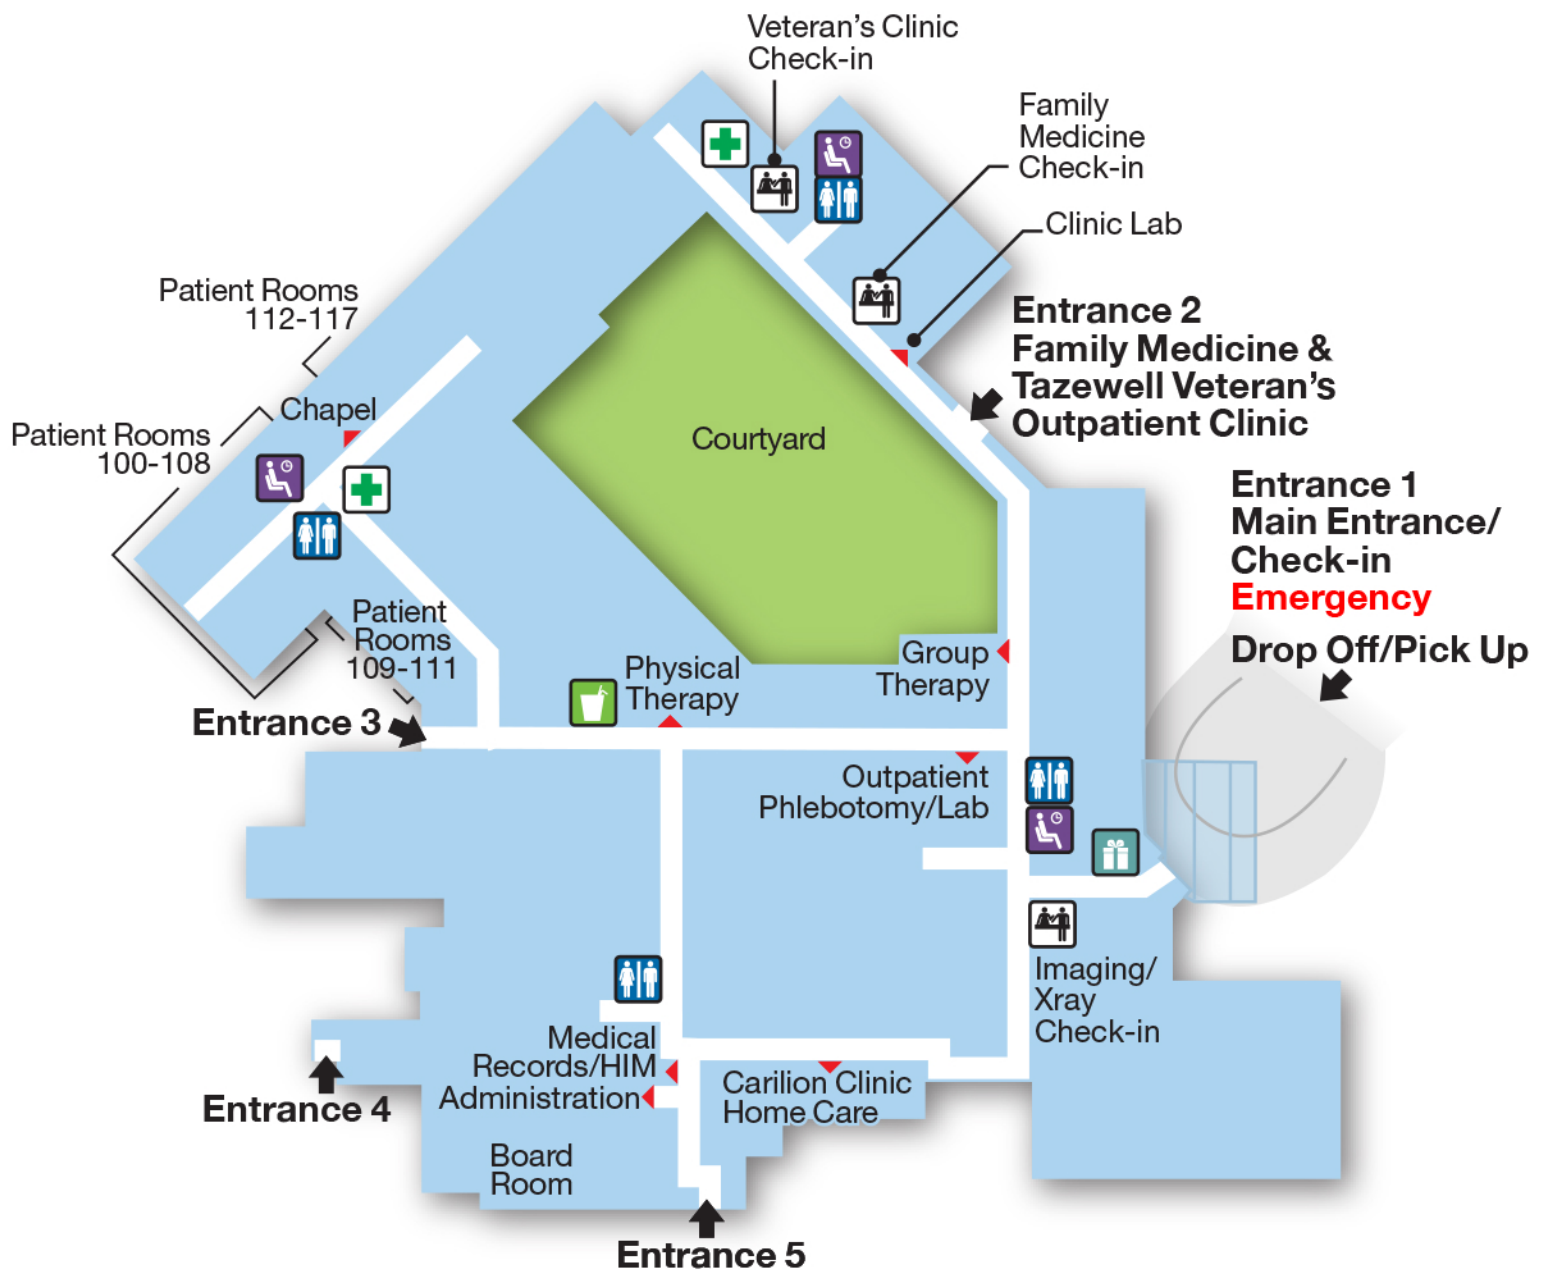 Veteran's Clinic
Check-in
Family
Medicine
Check-in
Clinic Lab
Entrance 2
Family Medicine &
Tazewell Veteran's
Outpatient Clinic
Patient Rooms
112-117
Chapel
Patient Rooms
100-108
Courtyard
Entrance 1
Main Entrance/
Check-in
Emergency
Drop Off/Pick Up
Patient
Rooms
109-111
Entrance 3
Physical
Therapy
Group
Therapy
Outpatient
Phlebotomy/Lab
Imaging/
Xray
Check-in
Medical
Records/HIM
Administration
Carilion Clinic
Home Care
Entrance 4
Board
Room
Entrance 5